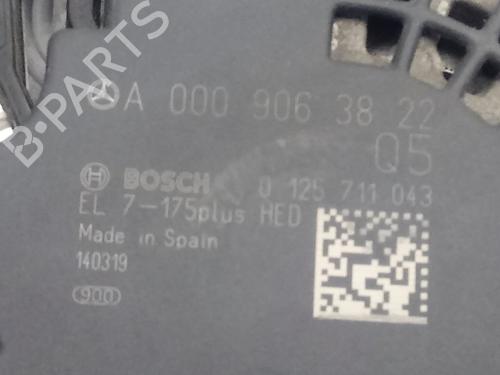 B-PARTS
A 000 906 38 22
Q5
BOSCH 0 125 711 043
EL 7-175plus HED
Made in Spain
140319
900